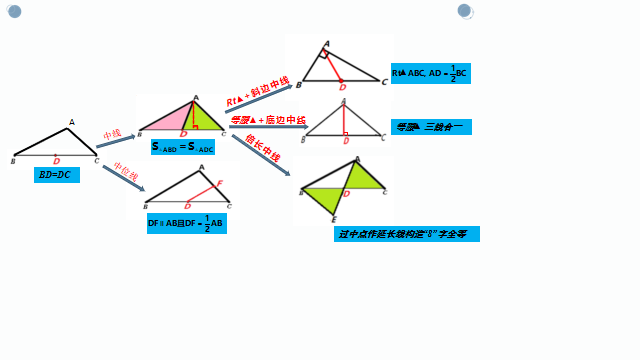 A
B D C
BD=DC
中线
中位线
A
B D C
S△ABD = S△ADC
A
F
B D C
DF∥AB且DF = 1/2 AB
Rt▲+斜边中线
等腰▲+底边中线
倍长中线
A
B D C
Rt▲ABC, AD = 1/2 BC
A
B D C
等腰▲ 三线合一
A
B D C
E
过中点作延长线构造“8”字全等